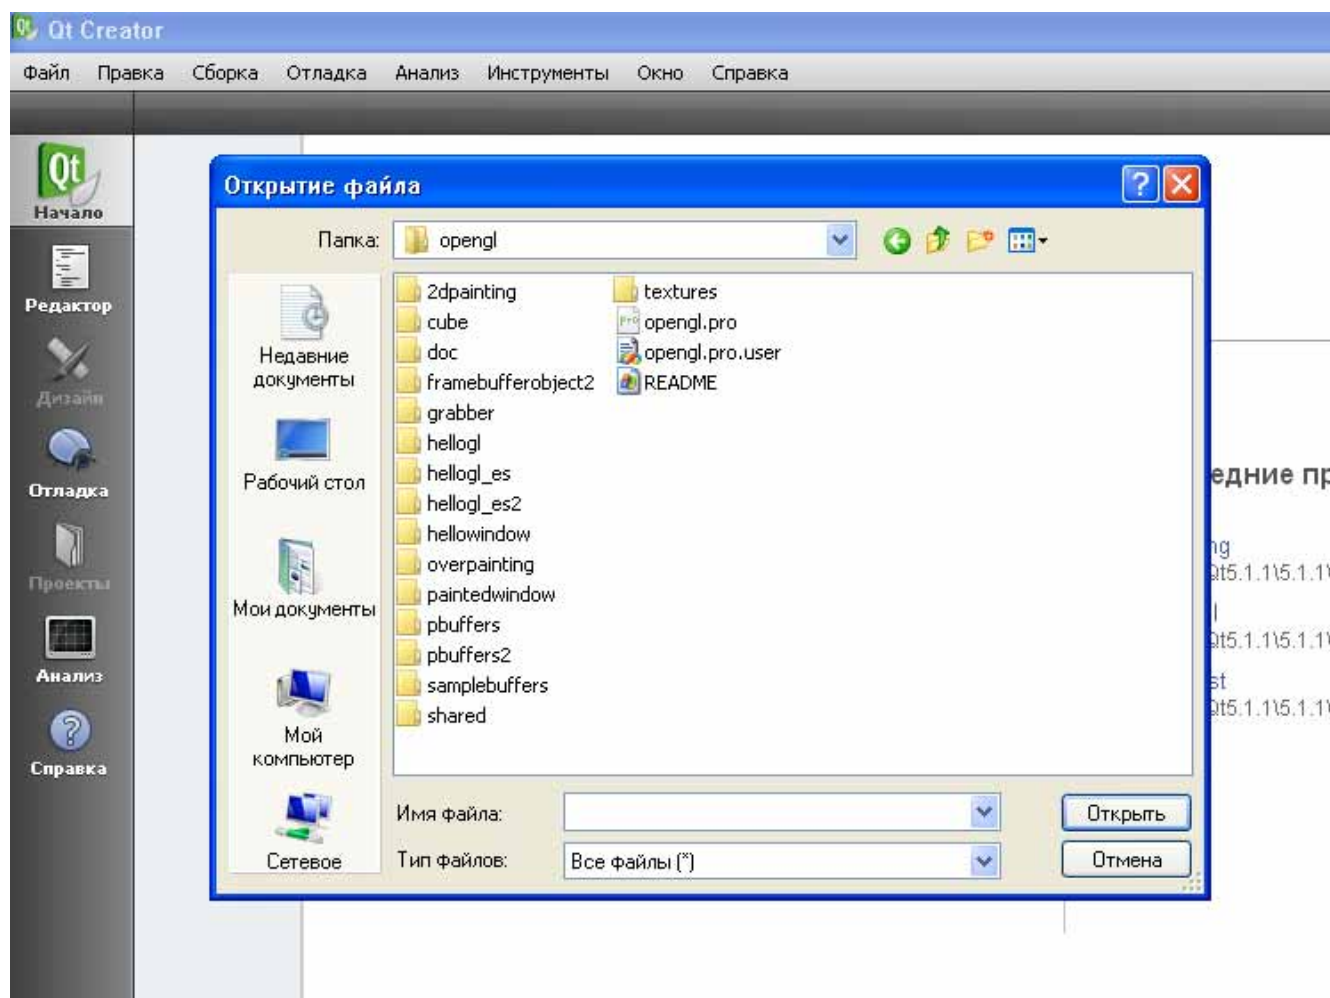 Qt Creator
Файл Правка Сборка Отладка Анализ Инструменты Окно Справка
Qt
Начало
Редактор
Дизайн
Отладка
Проекты
Анализ
Справка
Открытие файла
Папка: opengl
Недавние
документы
Рабочий стол
Мои документы
Мой
компьютер
Сетевое
2dpainting
cube
doc
framebufferobject2
grabber
hellogl
hellogl_es
hellogl_es2
hellowindow
overpainting
paintedwindow
pbuffers
pbuffers2
samplebuffers
shared
textures
opengl.pro
opengl.pro.user
README
Имя файла:
Открыть
Тип файлов: Все файлы (*)
Отмена
едние пр
ng
Qt5.1.1\5.1.1\
l
Qt5.1.1\5.1.1\
st
Qt5.1.1\5.1.1\